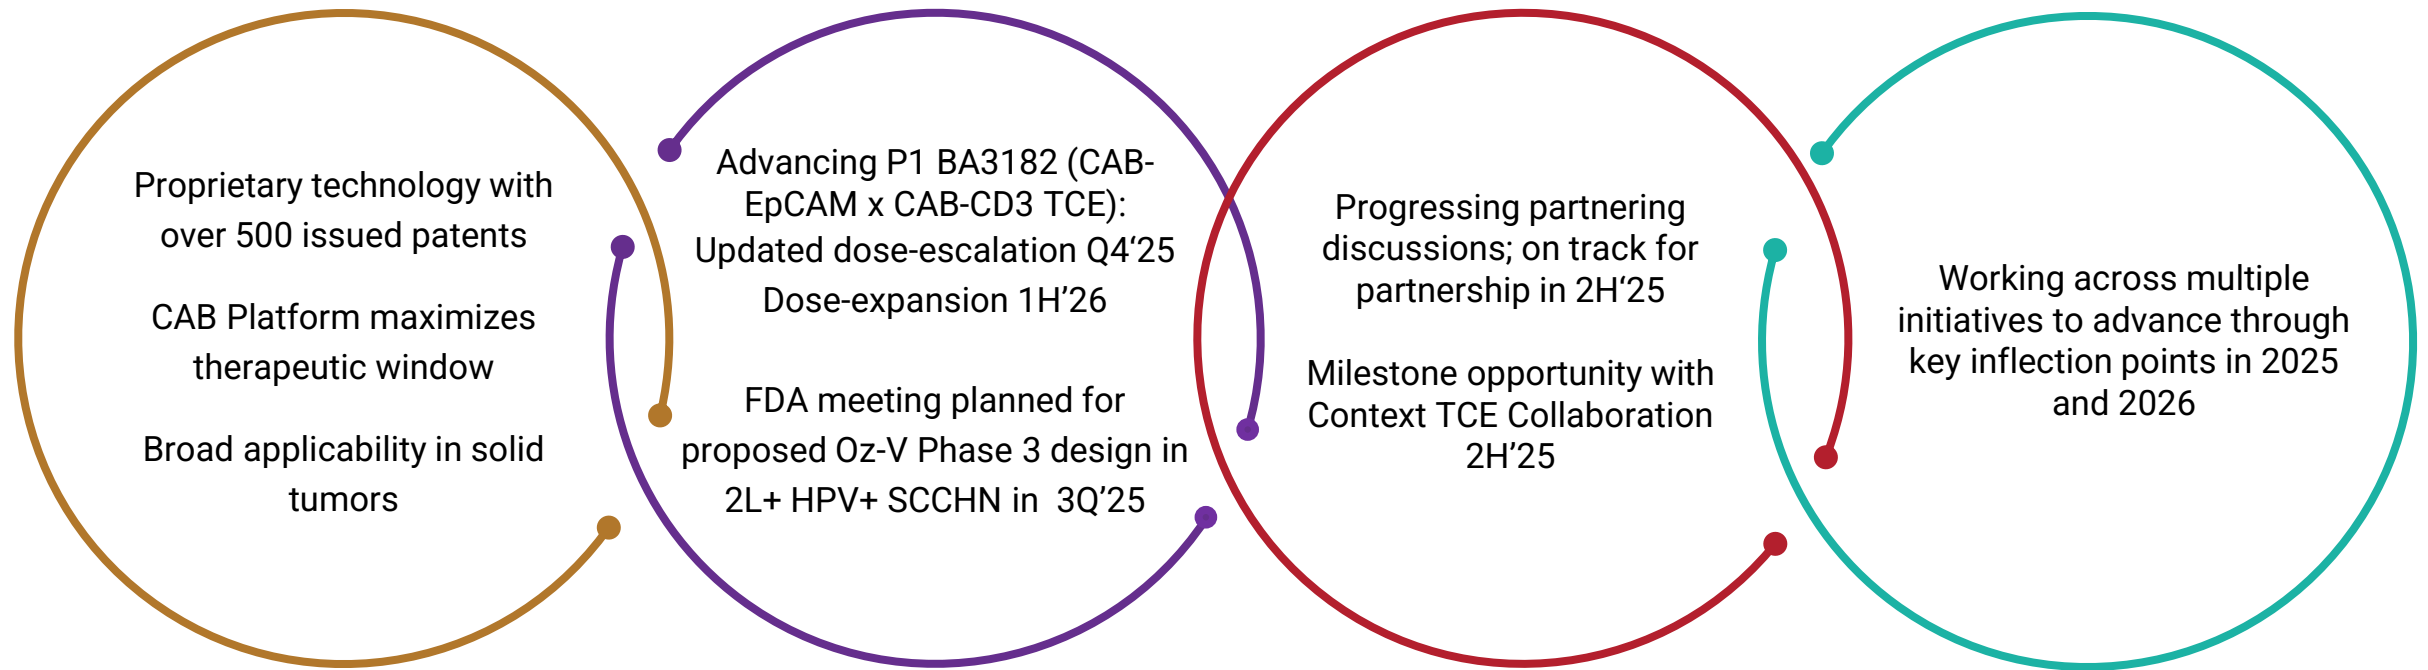 Proprietary technology with
over 500 issued patents
CAB Platform maximizes
therapeutic window
Broad applicability in solid
tumors
Advancing P1 BA3182 (CAB-
EpCAM x CAB-CD3 TCE):
Updated dose-escalation Q4‘25
Dose-expansion 1H’26
FDA meeting planned for
proposed Oz-V Phase 3 design in
2L+ HPV+ SCCHN in  3Q’25
Progressing partnering
discussions; on track for
partnership in 2H‘25
Milestone opportunity with
Context TCE Collaboration
2H’25
Working across multiple
initiatives to advance through
key inflection points in 2025
and 2026